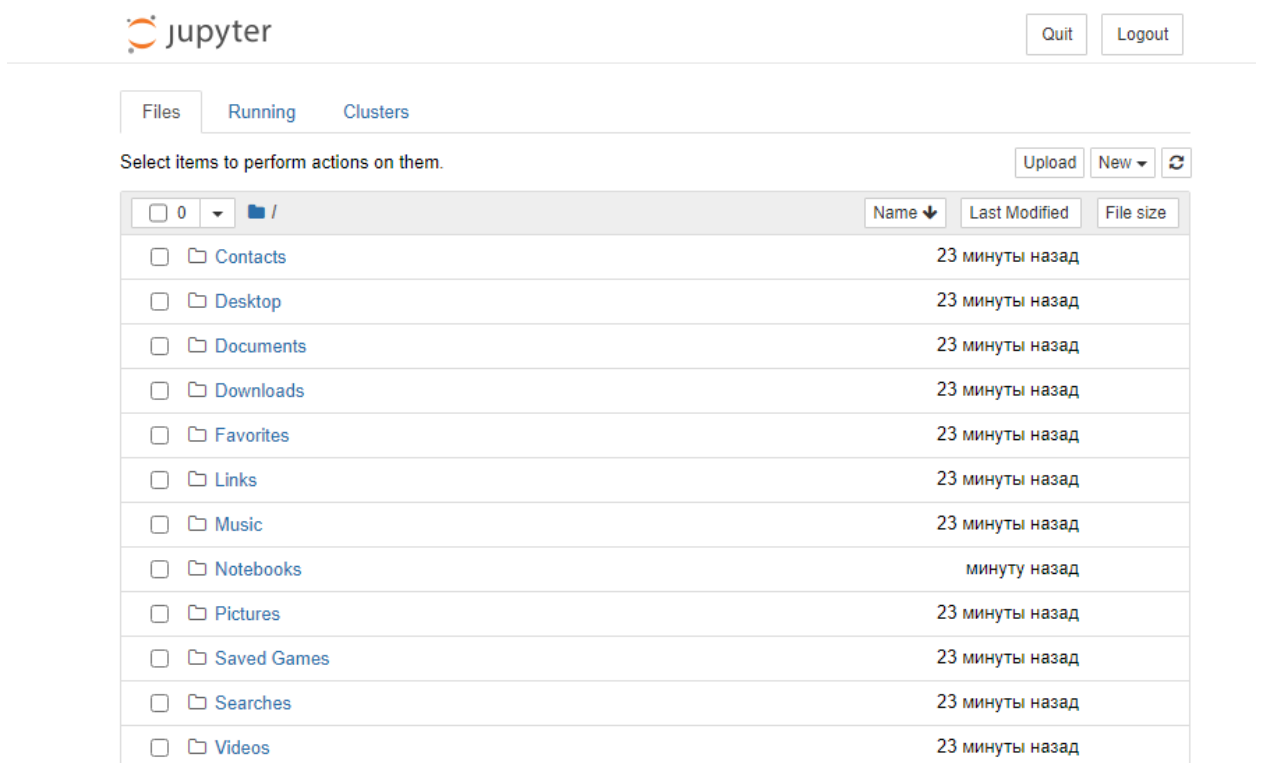 jupyter Quit Logout
Files Running Clusters
Select items to perform actions on them. Upload New
0 / Name Last Modified File size
Contacts 23 минуты назад
Desktop 23 минуты назад
Documents 23 минуты назад
Downloads 23 минуты назад
Favorites 23 минуты назад
Links 23 минуты назад
Music 23 минуты назад
Notebooks минуту назад
Pictures 23 минуты назад
Saved Games 23 минуты назад
Searches 23 минуты назад
Videos 23 минуты назад